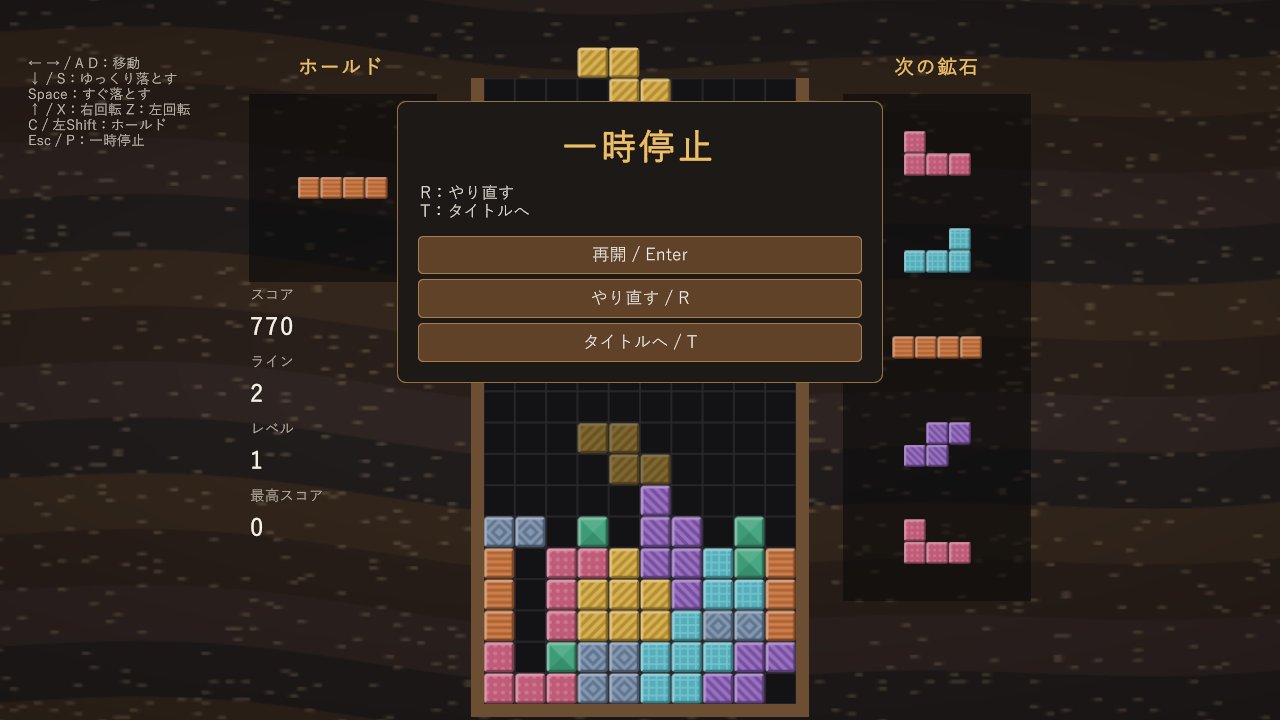 ← → / A D：移動
↓ / S：ゆっくり落とす
Space：すぐ落とす
↑ / X：右回転 Z：左回転
C / 左Shift：ホールド
Esc / P：一時停止
ホールド
スコア
770
ライン
2
レベル
1
最高スコア
0
一時停止
R：やり直す
T：タイトルへ
再開 / Enter
やり直す / R
タイトルへ / T
次の鉱石